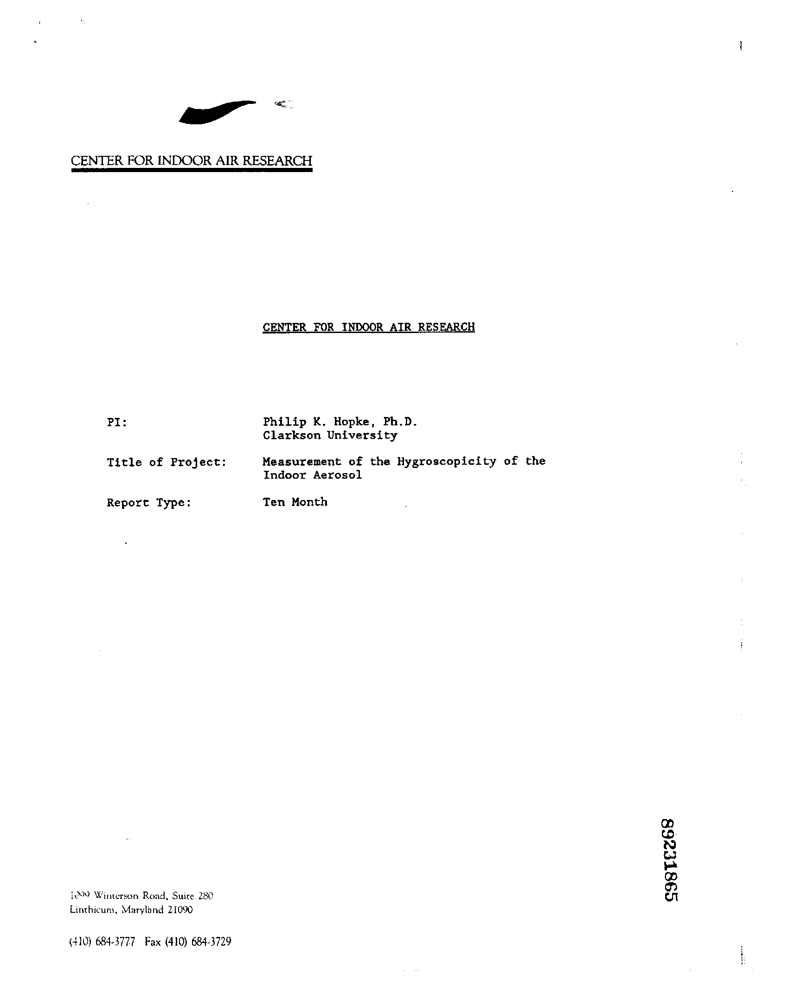 CENTER FOR INDOOR AIR RESEARCH
CENTER FOR INDOOR AIR RESEARCH
PI: Philip K. Hopke, Ph.D.
Clarkson University
Title of Project: Measurement of the Hygroscopicity of the
Indoor Aerosol
Report Type: Ten Month
89231865
Winterson Road, Suite 280
Linthicum, Maryland 21090
(410) 684-3777 Fax (410) 684-3729